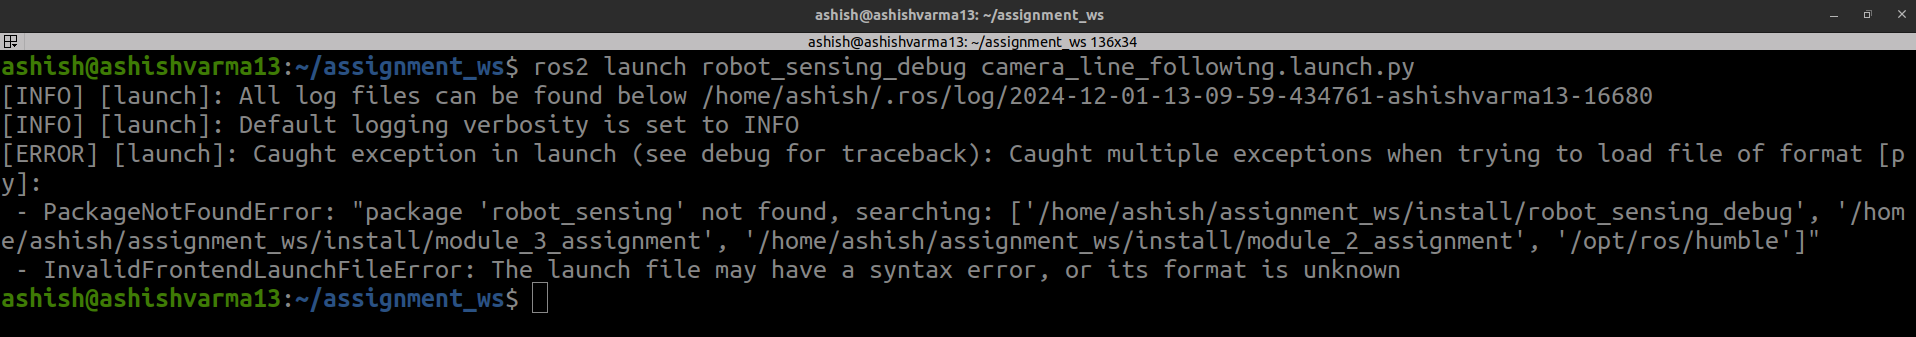 ashish@ashishvarma13: ~/assignment_ws
ashish@ashishvarma13: ~/assignment_ws 136x34
ashish@ashishvarma13:~/assignment_ws$ ros2 launch robot_sensing_debug camera_line_following.launch.py
[INFO] [launch]: All log files can be found below /home/ashish/.ros/log/2024-12-01-13-09-59-434761-ashishvarma13-16680
[INFO] [launch]: Default logging verbosity is set to INFO
[ERROR] [launch]: Caught exception in launch (see debug for traceback): Caught multiple exceptions when trying to load file of format [p
y]:
 - PackageNotFoundError: "package 'robot_sensing' not found, searching: ['/home/ashish/assignment_ws/install/robot_sensing_debug', '/hom
e/ashish/assignment_ws/install/module_3_assignment', '/home/ashish/assignment_ws/install/module_2_assignment', '/opt/ros/humble']"
 - InvalidFrontendLaunchFileError: The launch file may have a syntax error, or its format is unknown
ashish@ashishvarma13:~/assignment_ws$